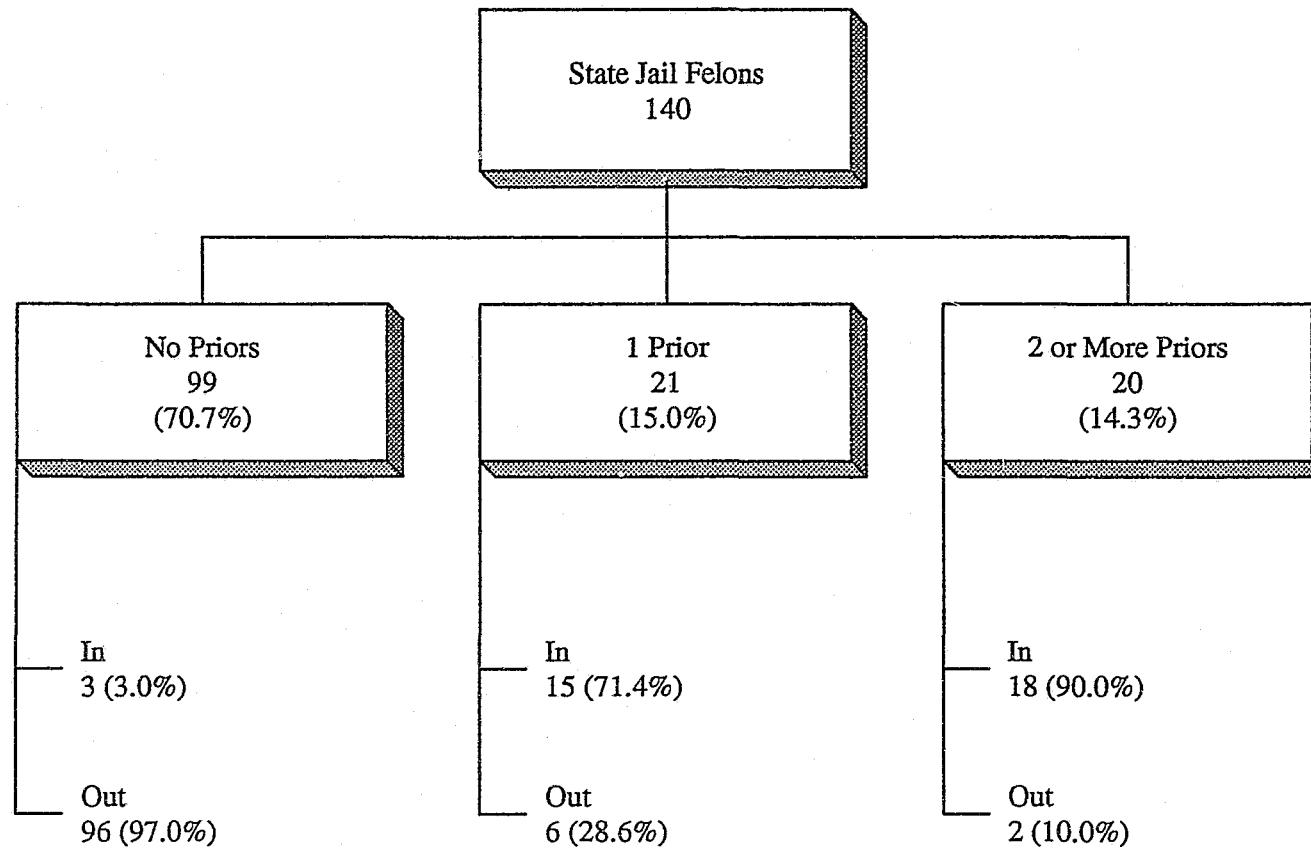 State Jail Felons
140
No Priors
99
(70.7%)
1 Prior
21
(15.0%)
2 or More Priors
20
(14.3%)
In
3 (3.0%)
Out
96 (97.0%)
In
15 (71.4%)
Out
6 (28.6%)
In
18 (90.0%)
Out
2 (10.0%)